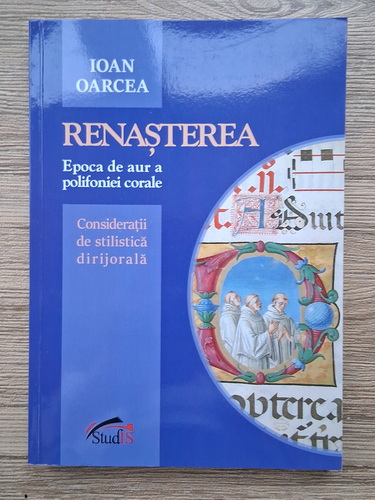 IOAN
OARCEA
RENAȘTEREA
Epoca de aur a
polifoniei corale
Considerații
de stilistică
dirijorală
StudIS